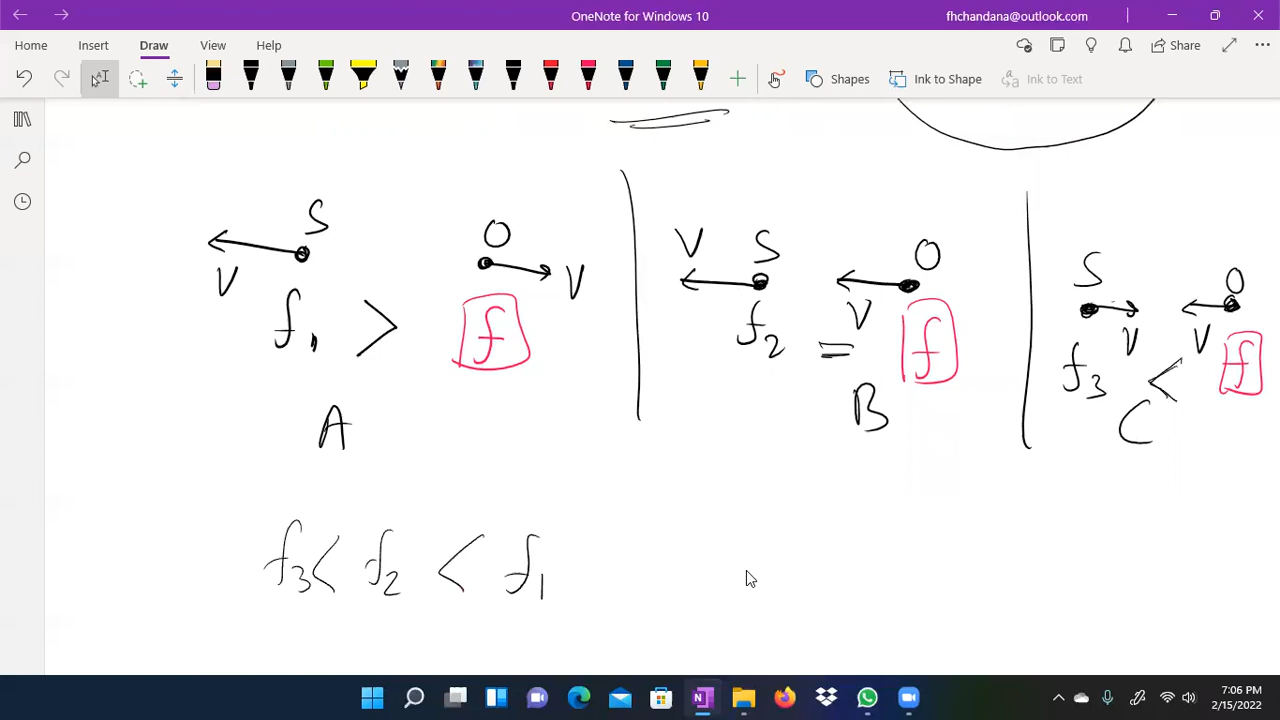 OneNote for Windows 10
fhchandana@outlook.com
Home Insert Draw View Help
Share
Shapes
Ink to Shape
Ink to Text
S
O
V
V
f1 > f
A
V
S
O
V
f2 = f
B
S
O
V
V
f3 < f
C
f3 < f2 < f1
7:06 PM
2/15/2022